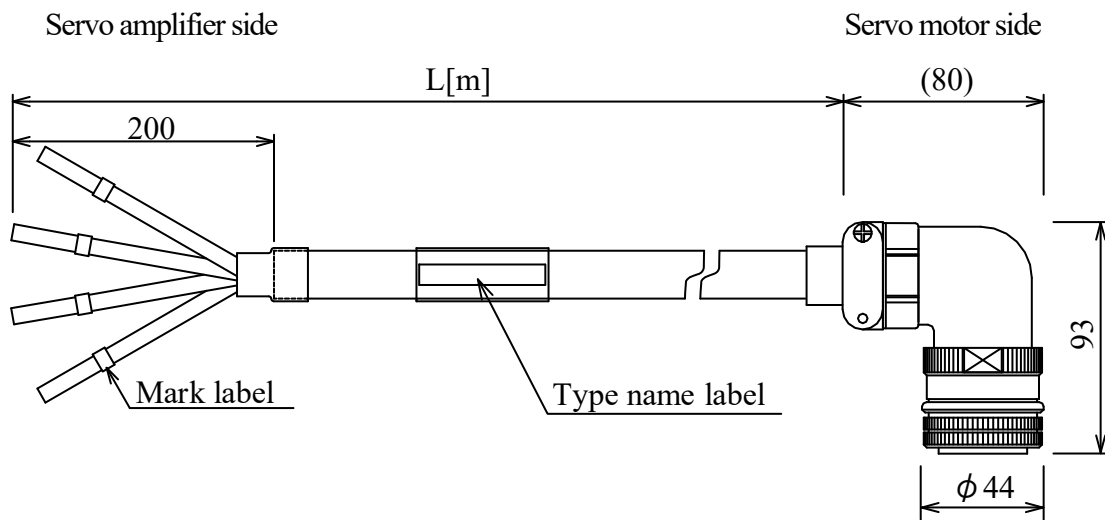 Servo amplifier side
Servo motor side
L[m]
(80)
200
93
Mark label
Type name label
φ44